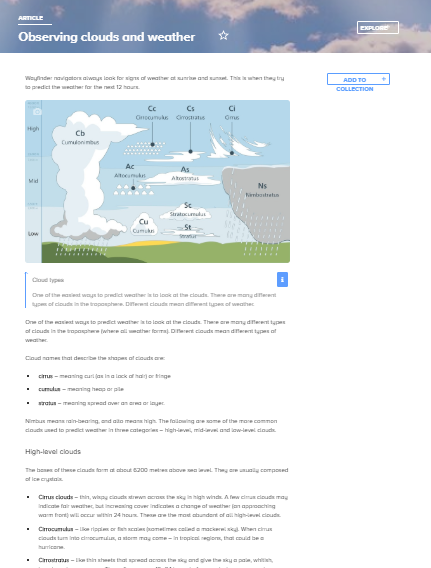 ARTICLE
Observing clouds and weather
EXPLORE
Wayfinder navigators always look for signs of weather at sunrise and sunset. This is when they try
to predict the weather for the next 12 hours.
ADD TO
COLLECTION
High
Mid
Low
Cb
Cumulonimbus
Cc
Cirrocumulus
Cs
Cirrostratus
Ci
Cirrus
Ac
Altocumulus
As
Altostratus
Ns
Nimbostratus
Sc
Stratocumulus
Cu
Cumulus
St
Stratus
Cloud types
One of the easiest ways to predict weather is to look at the clouds. There are many different
types of clouds in the troposphere. Different clouds mean different types of weather.
One of the easiest ways to predict weather is to look at the clouds. There are many different types
of clouds in the troposphere (where all weather forms). Different clouds mean different types of
weather.
Cloud names that describe the shapes of clouds are:
cirrus – meaning curl (as in a lock of hair) or fringe
cumulus – meaning heap or pile
stratus – meaning spread over an area or layer.
Nimbus means rain-bearing, and alto means high. The following are some of the more common
clouds used to predict weather in three categories – high-level, mid-level and low-level clouds.
High-level clouds
The bases of these clouds form at about 6200 metres above sea level. They are usually composed
of ice crystals.
Cirrus clouds – thin, wispy clouds strewn across the sky in high winds. A few cirrus clouds may
indicate fair weather, but increasing cover indicates a change of weather (an approaching
warm front) will occur within 24 hours. These are the most abundant of all high-level clouds.
Cirrocumulus – like ripples or fish scales (sometimes called a mackerel sky). When cirrus
clouds turn into cirrocumulus, a storm may come – in tropical regions, that could be a
hurricane.
Cirrostratus – like thin sheets that spread across the sky and give the sky a pale, whitish,